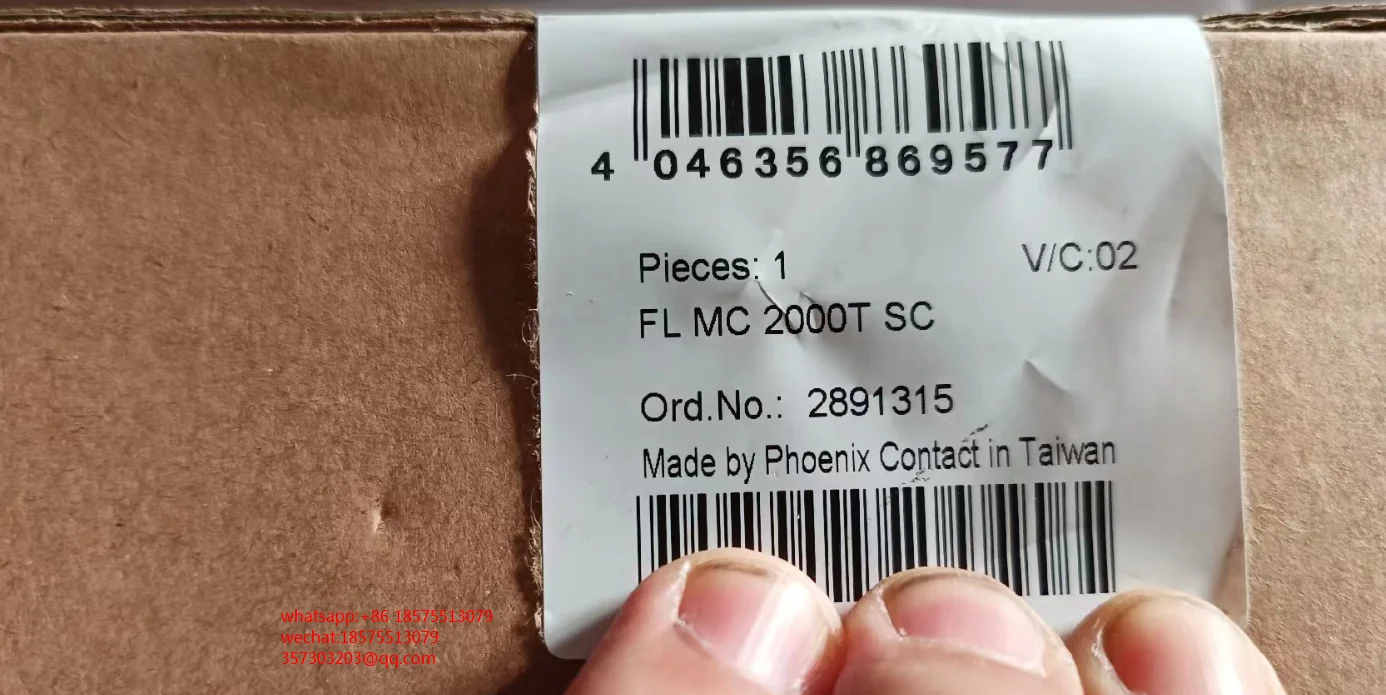 4 046356 869577
Pieces: 1 V/C:02
FL MC 2000T SC
Ord.No.: 2891315
Made by Phoenix Contact in Taiwan
whatsapp:+86 18575513079
wechat:18575513079
357303203@qq.com